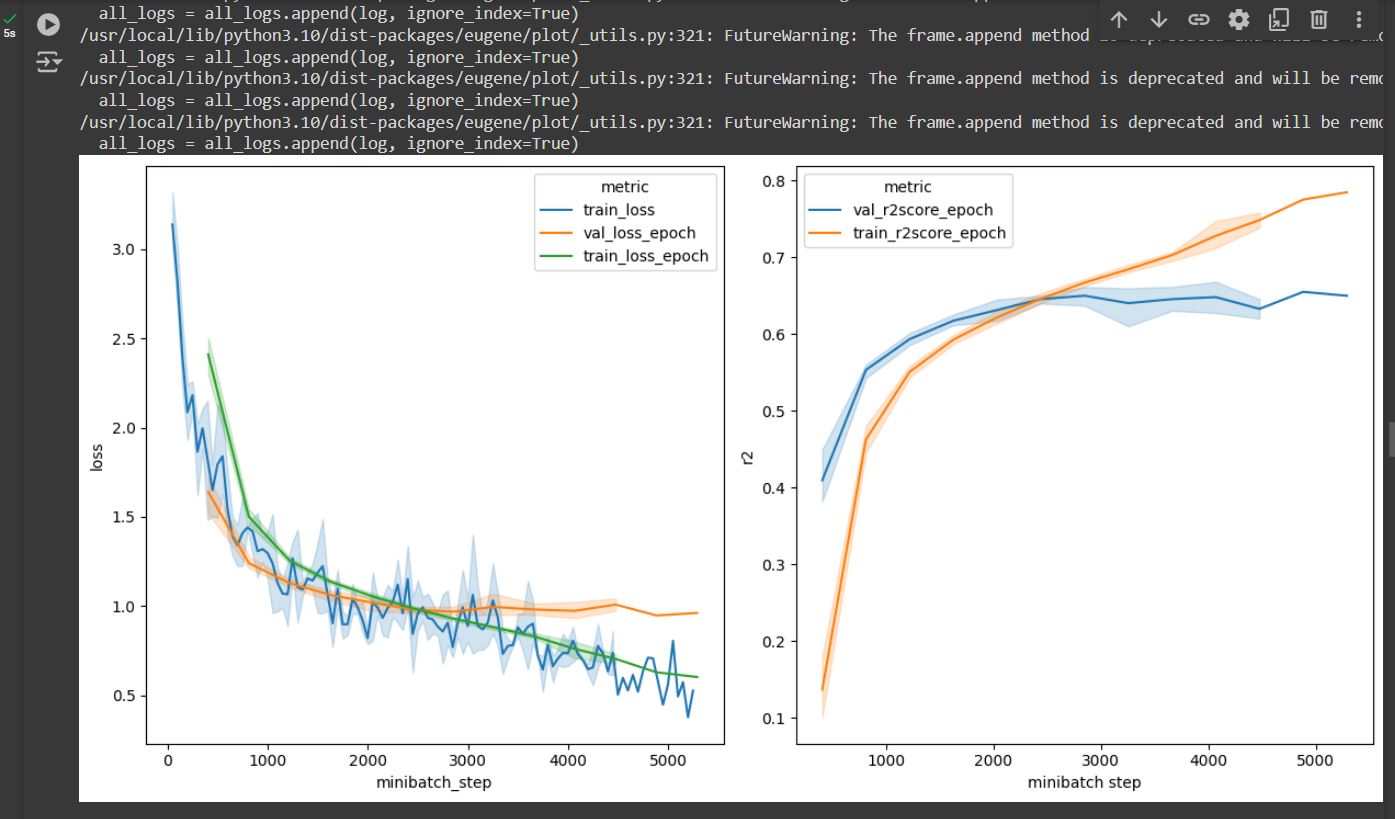 all_logs = all_logs.append(log, ignore_index=True)
5s
/usr/local/lib/python3.10/dist-packages/eugene/plot/_utils.py:321: FutureWarning: The frame.append method
all_logs = all_logs.append(log, ignore_index=True)
/usr/local/lib/python3.10/dist-packages/eugene/plot/_utils.py:321: FutureWarning: The frame.append method is deprecated and will be remo
all_logs = all_logs.append(log, ignore_index=True)
/usr/local/lib/python3.10/dist-packages/eugene/plot/_utils.py:321: FutureWarning: The frame.append method is deprecated and will be remo
all_logs = all_logs.append(log, ignore_index=True)
metric
train_loss
val_loss_epoch
train_loss_epoch
3.0
2.5
2.0
1.5
1.0
0.5
loss
0 1000 2000 3000 4000 5000
minibatch_step
metric
val_r2score_epoch
train_r2score_epoch
0.8
0.7
0.6
0.5
0.4
0.3
0.2
0.1
r2
1000 2000 3000 4000 5000
minibatch step